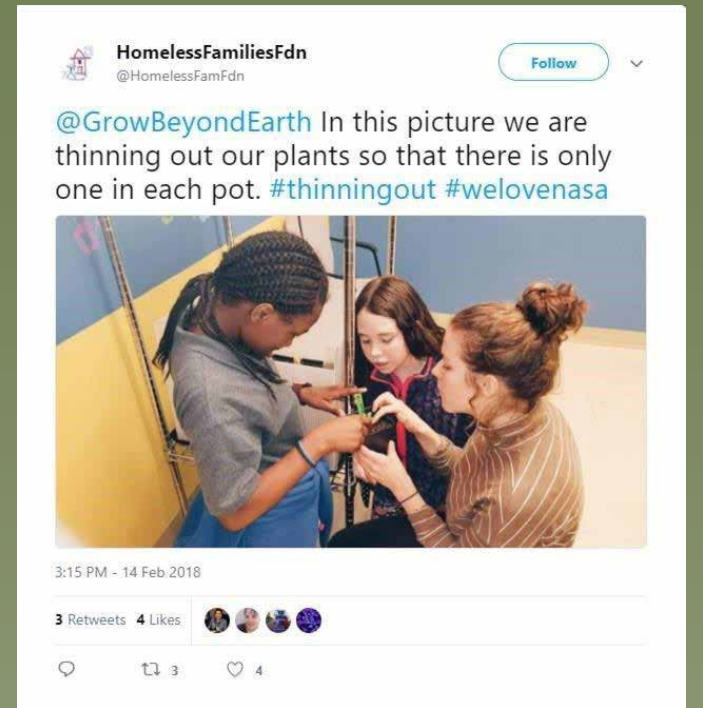 HomelessFamiliesFdn
@HomelessFamFdn
Follow
@GrowBeyondEarth In this picture we are
thinning out our plants so that there is only
one in each pot. #thinningout #welovenasa
3:15 PM - 14 Feb 2018
3 Retweets 4 Likes
3 4